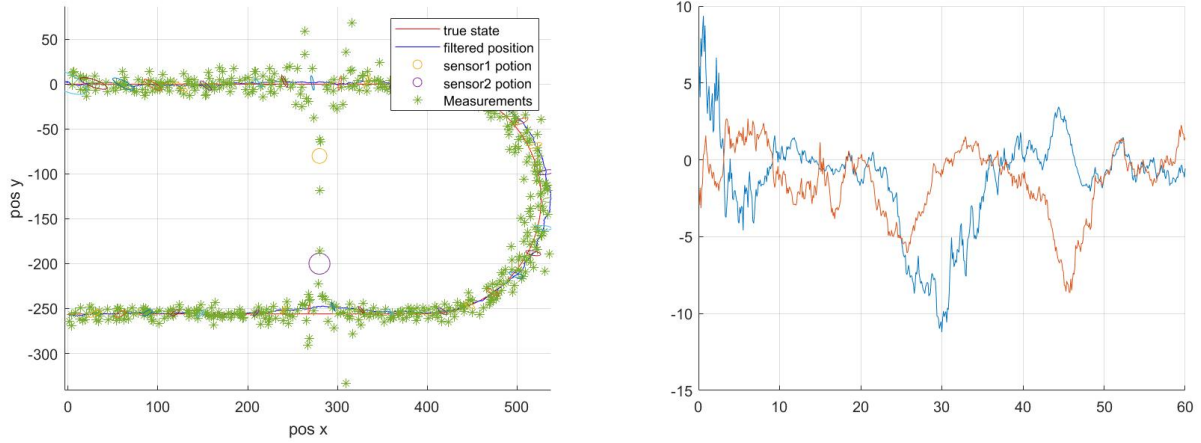 50
0
-50
-100
-150
-200
-250
-300
pos y
0 100 200 300 400 500
pos x
true state
filtered position
sensor1 potion
sensor2 potion
Measurements
10
5
0
-5
-10
-15
0 10 20 30 40 50 60